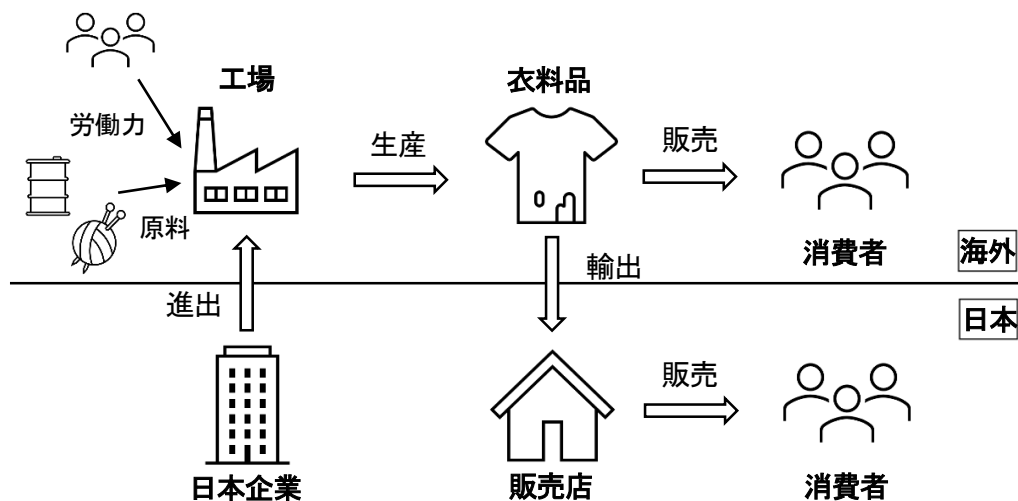 工場
衣料品
労働力
生産
販売
原料
消費者
海外
輸出
進出
日本
販売
日本企業
販売店
消費者